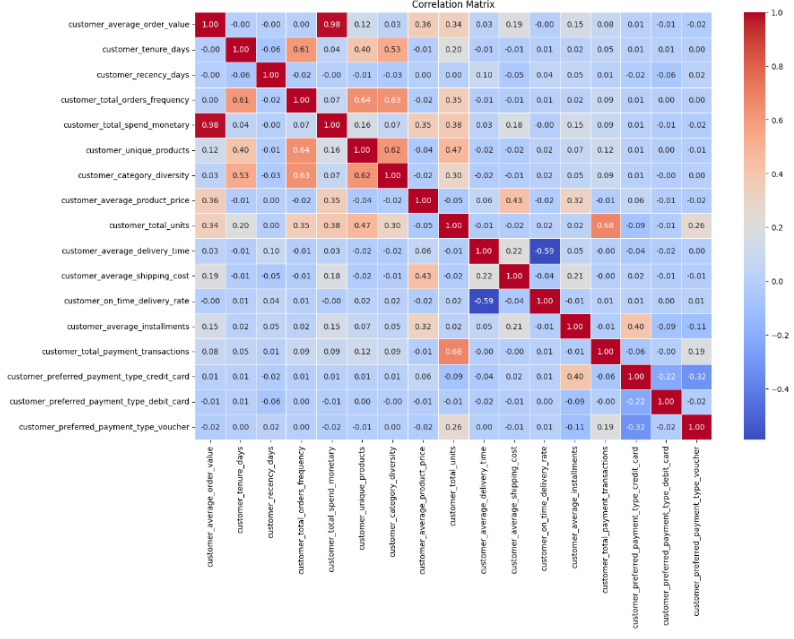 Correlation Matrix
customer_average_order_value 1.00 -0.00 -0.00 0.00 0.98 0.12 0.03 0.36 0.34 0.03 0.19 -0.00 0.15 0.08 0.01 0.01 -0.02
customer_tenure_days -0.00 1.00 -0.06 0.61 0.04 0.40 0.53 -0.01 0.20 -0.01 -0.01 0.01 0.02 0.05 0.01 0.01 0.00
customer_recency_days -0.00 -0.06 1.00 -0.02 -0.00 -0.01 -0.03 0.00 0.00 0.10 -0.05 0.04 0.05 0.01 -0.02 -0.06 0.02
customer_total_orders_frequency 0.00 0.61 -0.02 1.00 0.07 0.64 0.63 -0.02 0.35 -0.01 -0.01 0.01 0.02 0.09 0.01 0.00 0.00
customer_total_spend_monetary 0.98 0.04 -0.00 0.07 1.00 0.16 0.07 0.35 0.38 0.03 0.18 -0.00 0.15 0.09 0.01 -0.01 -0.02
customer_unique_products 0.12 0.40 -0.01 0.64 0.16 1.00 0.62 -0.04 0.47 -0.02 -0.02 0.02 0.07 0.12 0.01 0.00 -0.01
customer_category_diversity 0.03 0.53 -0.03 0.63 0.07 0.62 1.00 -0.02 0.30 -0.02 -0.01 0.02 0.05 0.09 0.01 -0.00 -0.01
customer_average_product_price 0.36 -0.01 0.00 -0.02 0.35 -0.04 -0.02 1.00 -0.05 0.06 0.43 -0.02 0.32 -0.01 0.06 -0.01 -0.02
customer_total_units 0.34 0.20 0.00 0.35 0.38 0.47 0.30 -0.05 1.00 -0.01 -0.02 0.02 0.02 0.68 -0.09 -0.01 0.26
customer_average_delivery_time 0.03 -0.01 0.10 -0.01 0.03 -0.02 -0.02 0.06 -0.01 1.00 0.22 -0.59 0.05 -0.00 -0.04 -0.02 0.00
customer_average_shipping_cost 0.19 -0.01 -0.05 -0.01 0.18 -0.02 -0.01 0.43 -0.02 0.22 1.00 -0.04 0.21 -0.00 0.02 -0.01 -0.01
customer_on_time_delivery_rate -0.00 0.01 0.04 0.01 -0.00 0.02 0.02 -0.02 0.02 -0.59 -0.04 1.00 -0.01 0.01 0.01 0.00 0.01
customer_average_installments 0.15 0.02 0.05 0.02 0.15 0.07 0.05 0.32 0.02 0.05 0.21 -0.01 1.00 -0.01 0.40 -0.09 -0.11
customer_total_payment_transactions 0.08 0.05 0.01 0.09 0.09 0.12 0.09 -0.01 0.68 -0.00 -0.00 0.01 -0.01 1.00 -0.06 -0.00 0.19
customer_preferred_payment_type_credit_card 0.01 0.01 -0.02 0.01 0.01 0.01 0.01 0.06 -0.09 -0.04 0.02 0.01 0.40 -0.06 1.00 -0.22 -0.32
customer_preferred_payment_type_debit_card 0.01 0.01 -0.06 0.00 -0.01 0.00 -0.00 -0.01 -0.01 -0.02 -0.01 0.00 -0.09 -0.00 -0.22 1.00 -0.02
customer_preferred_payment_type_voucher -0.02 0.00 0.02 0.00 -0.02 -0.01 -0.01 -0.02 0.26 0.00 -0.01 0.01 -0.11 0.19 -0.32 -0.02 1.00
customer_average_order_value
customer_tenure_days
customer_recency_days
customer_total_orders_frequency
customer_total_spend_monetary
customer_unique_products
customer_category_diversity
customer_average_product_price
customer_total_units
customer_average_delivery_time
customer_average_shipping_cost
customer_on_time_delivery_rate
customer_average_installments
customer_total_payment_transactions
customer_preferred_payment_type_credit_card
customer_preferred_payment_type_debit_card
customer_preferred_payment_type_voucher
1.0
0.8
0.6
0.4
0.2
0.0
−0.2
−0.4